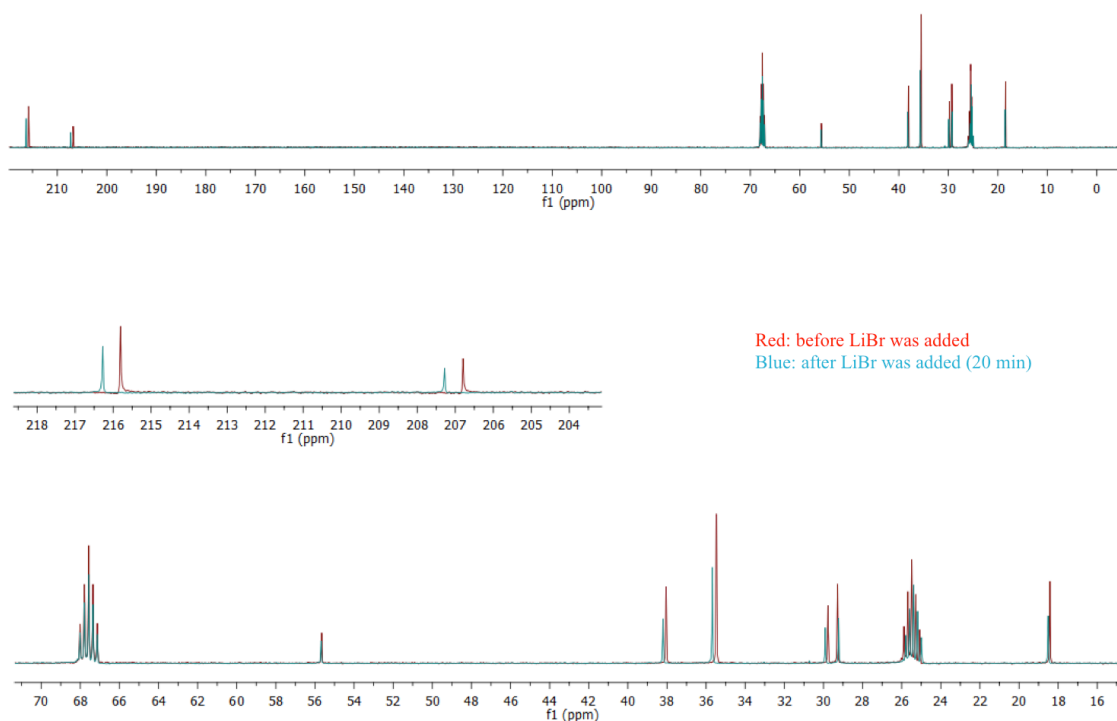 210 200 190 180 170 160 150 140 130 120 110 100 90 80 70 60 50 40 30 20 10 0
f1 (ppm)
Red: before LiBr was added
Blue: after LiBr was added (20 min)
218 217 216 215 214 213 212 211 210 209 208 207 206 205 204
f1 (ppm)
70 68 66 64 62 60 58 56 54 52 50 48 46 44 42 40 38 36 34 32 30 28 26 24 22 20 18 16
f1 (ppm)